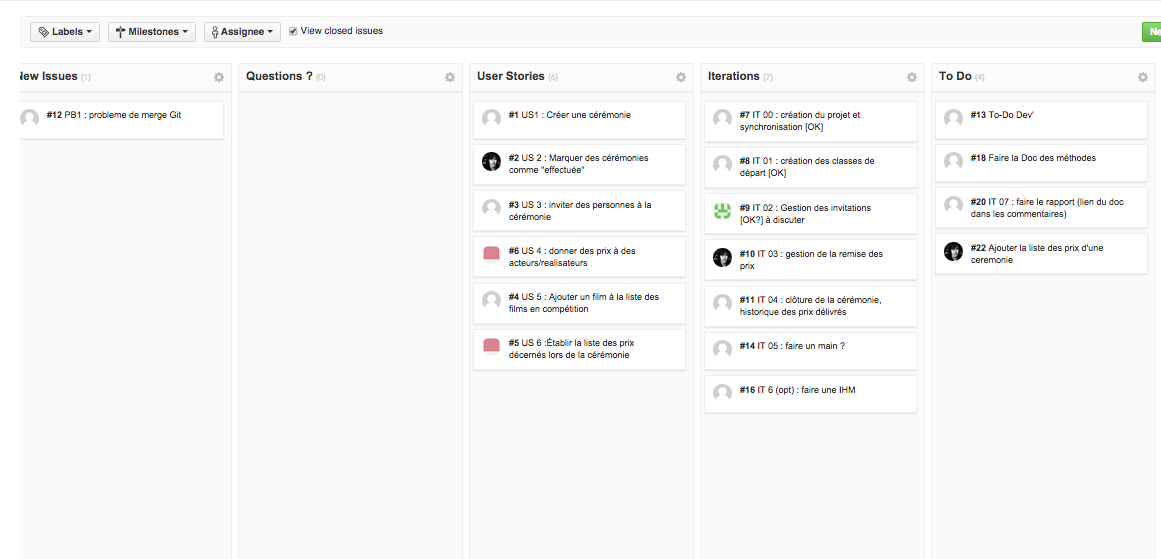 Labels Milestones Assignee View closed issues Ne
New Issues (1)
#12 PB1 : probleme de merge Git
Questions ? (0)
User Stories (6)
#1 US1 : Créer une cérémonie
#2 US 2 : Marquer des cérémonies
comme "effectuée"
#3 US 3 : inviter des personnes à la
cérémonie
#6 US 4 : donner des prix à des
acteurs/realisateurs
#4 US 5 : Ajouter un film à la liste des
films en compétition
#5 US 6 :Établir la liste des prix
décernés lors de la cérémonie
Iterations (7)
#7 IT 00 : création du projet et
synchronisation [OK]
#8 IT 01 : création des classes de
départ [OK]
#9 IT 02 : Gestion des invitations
[OK?] à discuter
#10 IT 03 : gestion de la remise des
prix
#11 IT 04 : clôture de la cérémonie,
historique des prix délivrés
#14 IT 05 : faire un main ?
#16 IT 6 (opt) : faire une IHM
To Do (4)
#13 To-Do Dev'
#18 Faire la Doc des méthodes
#20 IT 07 : faire le rapport (lien du doc
dans les commentaires)
#22 Ajouter la liste des prix d'une
ceremonie